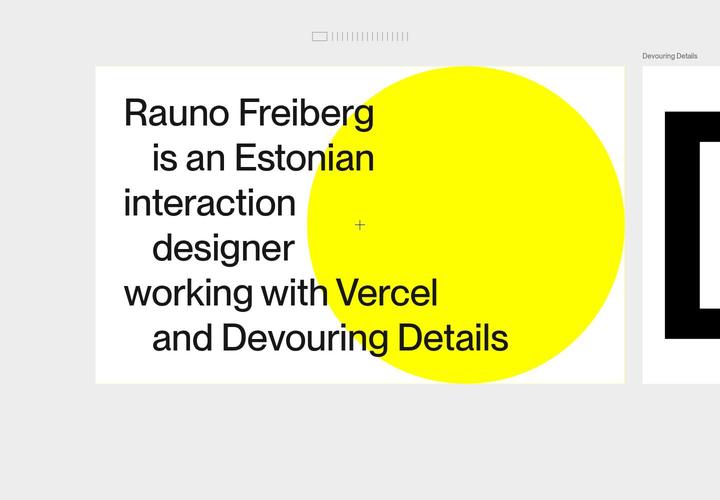 Devouring Details
Rauno Freiberg
is an Estonian
interaction
designer
working with Vercel
and Devouring Details